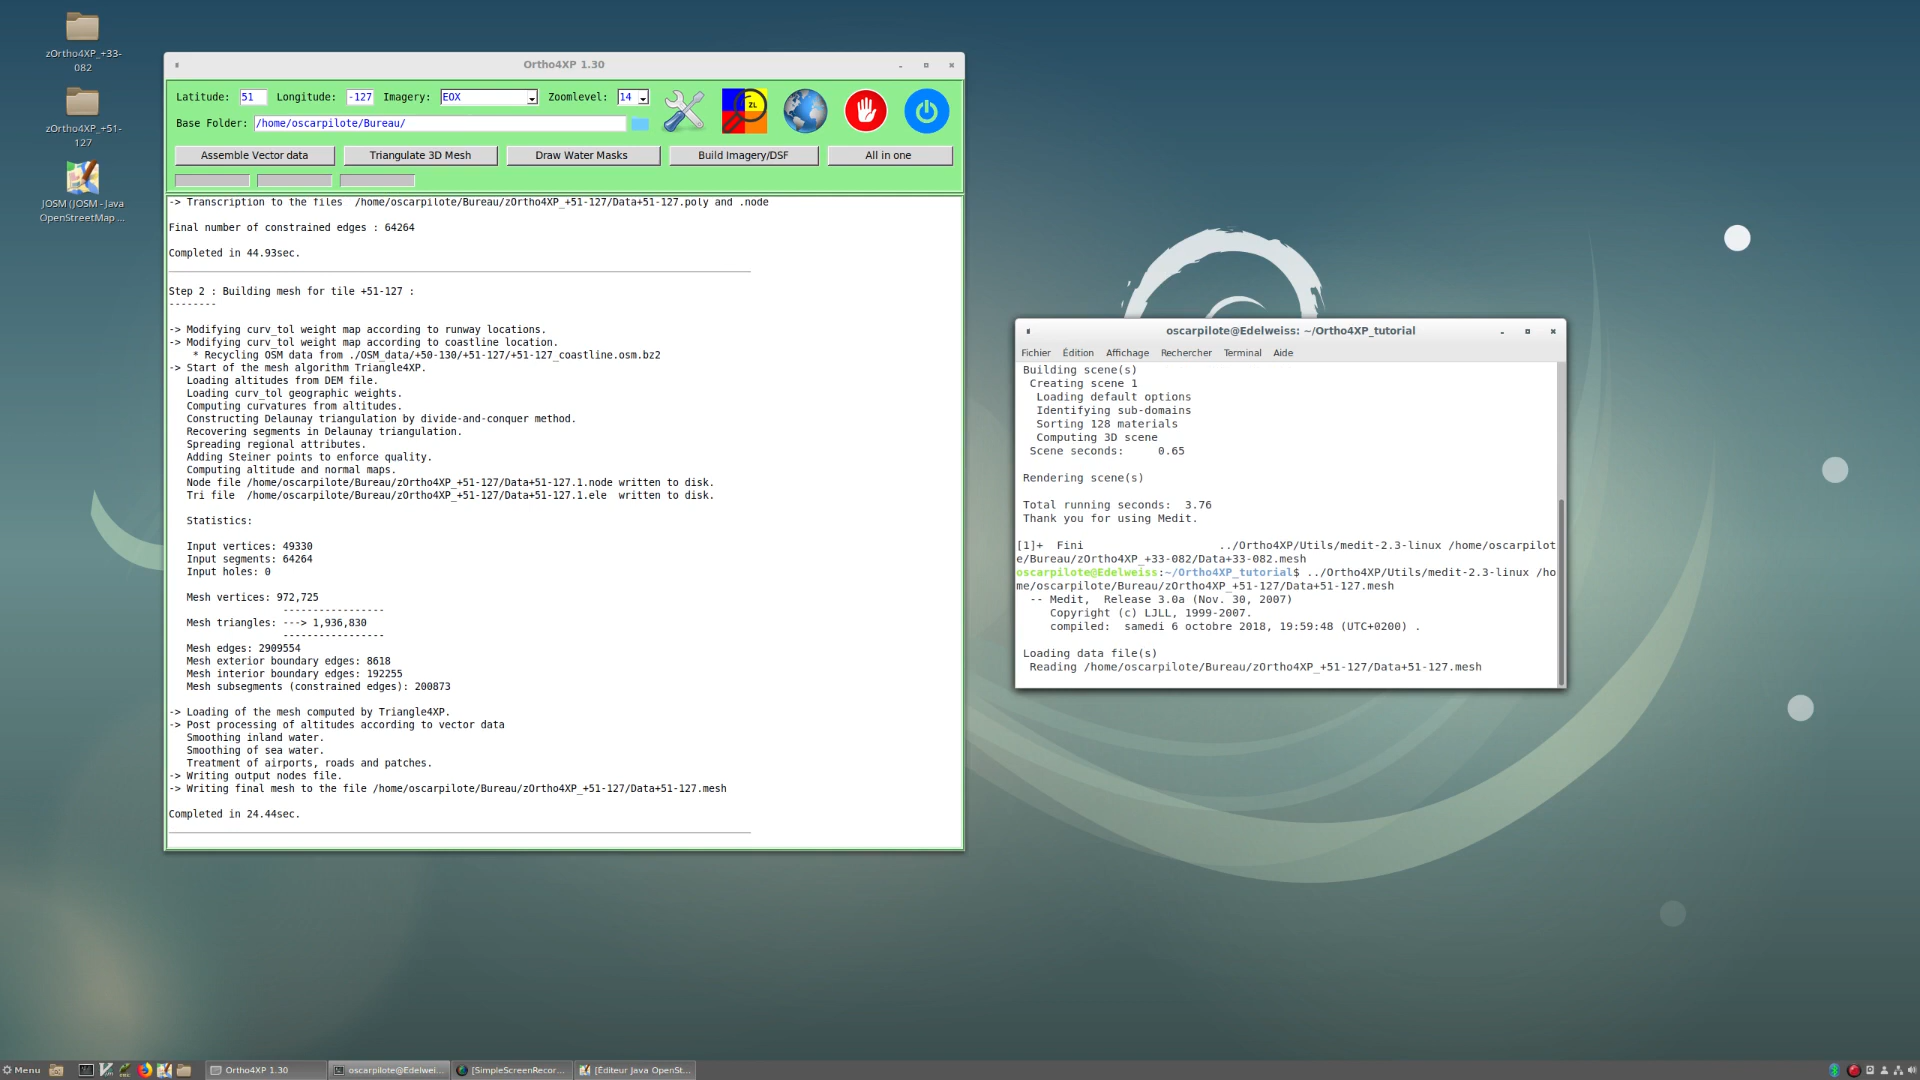 zOrtho4XP_+33-
082
zOrtho4XP_+51-
127
JOSM (JOSM - Java
OpenStreetMap ...
Ortho4XP 1.30
Latitude: 51 Longitude: -127 Imagery: EOX Zoomlevel: 14
ZL
Base Folder: /home/oscarpilote/Bureau/
Assemble Vector data Triangulate 3D Mesh Draw Water Masks Build Imagery/DSF All in one
-> Transcription to the files /home/oscarpilote/Bureau/zOrtho4XP_+51-127/Data+51-127.poly and .node
Final number of constrained edges : 64264
Completed in 44.93sec.
Step 2 : Building mesh for tile +51-127 :
--------
-> Modifying curv_tol weight map according to runway locations.
-> Modifying curv_tol weight map according to coastline location.
* Recycling OSM data from ./OSM_data/+50-130/+51-127/+51-127_coastline.osm.bz2
-> Start of the mesh algorithm Triangle4XP.
Loading altitudes from DEM file.
Loading curv_tol geographic weights.
Computing curvatures from altitudes.
Constructing Delaunay triangulation by divide-and-conquer method.
Recovering segments in Delaunay triangulation.
Spreading regional attributes.
Adding Steiner points to enforce quality.
Computing altitude and normal maps.
Node file /home/oscarpilote/Bureau/zOrtho4XP_+51-127/Data+51-127.1.node written to disk.
Tri file /home/oscarpilote/Bureau/zOrtho4XP_+51-127/Data+51-127.1.ele written to disk.
Statistics:
Input vertices: 49330
Input segments: 64264
Input holes: 0
Mesh vertices: 972,725
----------------
Mesh triangles: ---> 1,936,830
----------------
Mesh edges: 2909554
Mesh exterior boundary edges: 8618
Mesh interior boundary edges: 192255
Mesh subsegments (constrained edges): 200873
-> Loading of the mesh computed by Triangle4XP.
-> Post processing of altitudes according to vector data
Smoothing inland water.
Smoothing of sea water.
Treatment of airports, roads and patches.
-> Writing output nodes file.
-> Writing final mesh to the file /home/oscarpilote/Bureau/zOrtho4XP_+51-127/Data+51-127.mesh
Completed in 24.44sec.
oscarpilote@Edelweiss: ~/Ortho4XP_tutorial
Fichier Édition Affichage Rechercher Terminal Aide
Building scene(s)
Creating scene 1
Loading default options
Identifying sub-domains
Sorting 128 materials
Computing 3D scene
Scene seconds: 0.65
Rendering scene(s)
Total running seconds: 3.76
Thank you for using Medit.
[1]+ Fini ../Ortho4XP/Utils/medit-2.3-linux /home/oscarpilot
e/Bureau/zOrtho4XP_+33-082/Data+33-082.mesh
oscarpilote@Edelweiss:~/Ortho4XP_tutorial$ ../Ortho4XP/Utils/medit-2.3-linux /ho
me/oscarpilote/Bureau/zOrtho4XP_+51-127/Data+51-127.mesh
-- Medit, Release 3.0a (Nov. 30, 2007)
Copyright (c) LJLL, 1999-2007.
compiled: samedi 6 octobre 2018, 19:59:48 (UTC+0200) .
Loading data file(s)
Reading /home/oscarpilote/Bureau/zOrtho4XP_+51-127/Data+51-127.mesh
Menu Ortho4XP 1.30 oscarpilote@Edelwei... [SimpleScreenRecor... [Éditeur Java OpenSt...